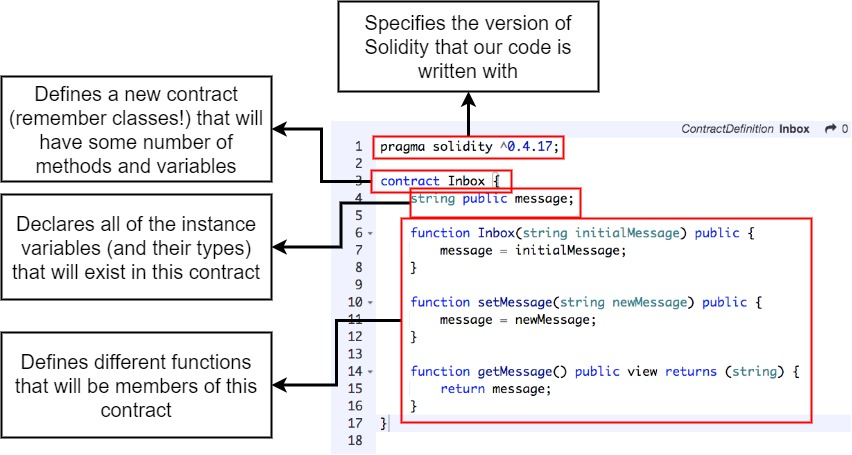 Specifies the version of
Solidity that our code is
written with
Defines a new contract
(remember classes!) that will
have some number of
methods and variables
Declares all of the instance
variables (and their types)
that will exist in this contract
Defines different functions
that will be members of this
contract
ContractDefinition Inbox 0
1 pragma solidity ^0.4.17;
2
3 contract Inbox {
4 string public message;
5
6 function Inbox(string initialMessage) public {
7 message = initialMessage;
8 }
9
10 function setMessage(string newMessage) public {
11 message = newMessage;
12 }
13
14 function getMessage() public view returns (string) {
15 return message;
16 }
17 }
18